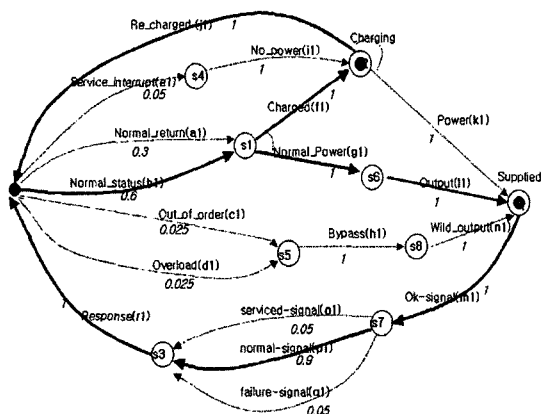 Re_charged(j1)
1
Charging
No_power(i1)
1
s4
Service_interrupt(e1)
0.05
Charged(f1)
1
Power(k1)
1
Normal_return(a1)
0.3
s1
Normal_Power(g1)
1
s6
Output(l1)
1
Supplied
Normal_status(b1)
0.6
Out_of_order(c1)
0.025
Bypass(h1)
1
s8
Wild_output(n1)
1
s5
Overload(d1)
0.025
Ok-signal(m1)
1
Response(r1)
1
serviced-signal(o1)
0.05
s7
s3
normal-signal(p1)
0.9
failure-signal(q1)
0.05